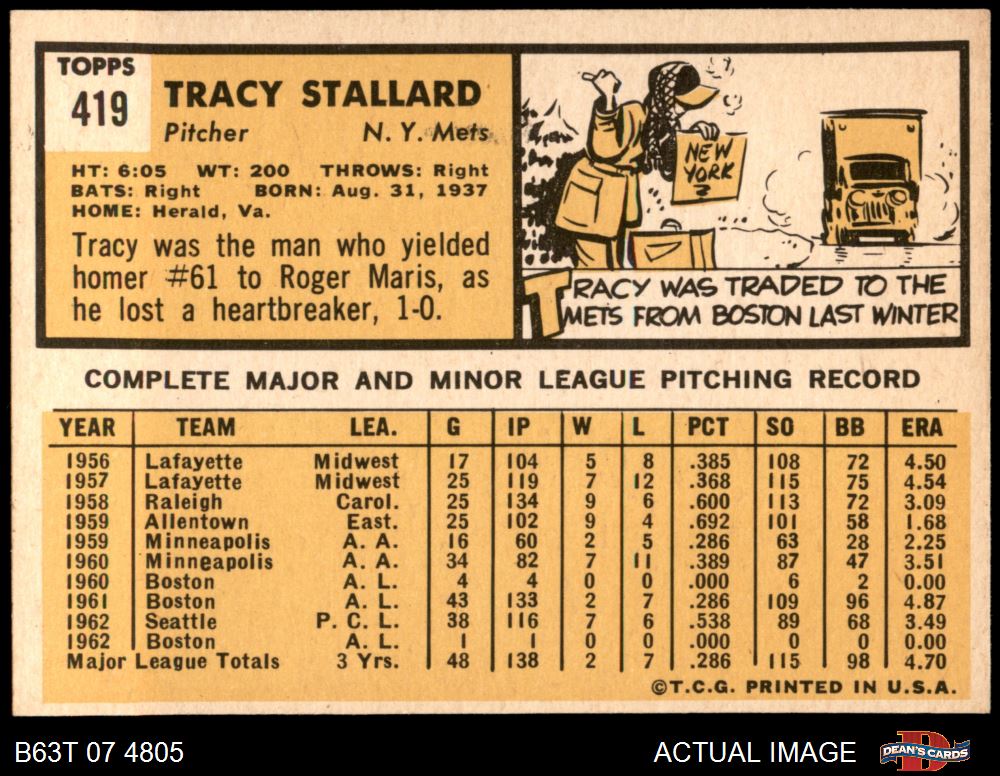 TOPPS
419
TRACY STALLARD
Pitcher N. Y. Mets
HT: 6:05 WT: 200 THROWS: Right
BATS: Right BORN: Aug. 31, 1937
HOME: Herald, Va.
Tracy was the man who yielded
homer #61 to Roger Maris, as
he lost a heartbreaker, 1-0.
NEW
YORK
?
TRACY WAS TRADED TO THE
METS FROM BOSTON LAST WINTER
COMPLETE MAJOR AND MINOR LEAGUE PITCHING RECORD
YEAR TEAM LEA. G IP W L PCT SO BB ERA
1956 Lafayette Midwest 17 104 5 8 .385 108 72 4.50
1957 Lafayette Midwest 25 119 7 12 .368 115 75 4.54
1958 Raleigh Carol. 25 134 9 6 .600 113 72 3.09
1959 Allentown East. 25 102 9 4 .692 101 58 1.68
1959 Minneapolis A. A. 16 60 2 5 .286 63 28 2.25
1960 Minneapolis A. A. 34 82 7 11 .389 87 47 3.51
1960 Boston A. L. 4 4 0 0 .000 6 2 0.00
1961 Boston A. L. 43 133 2 7 .286 109 96 4.87
1962 Seattle P. C. L. 38 116 7 6 .538 89 68 3.49
1962 Boston A. L. 1 1 0 0 .000 0 0 0.00
Major League Totals 3 Yrs. 48 138 2 7 .286 115 98 4.70
©T.C.G. PRINTED IN U.S.A.
B63T 07 4805 ACTUAL IMAGE DEAN'S CARDS